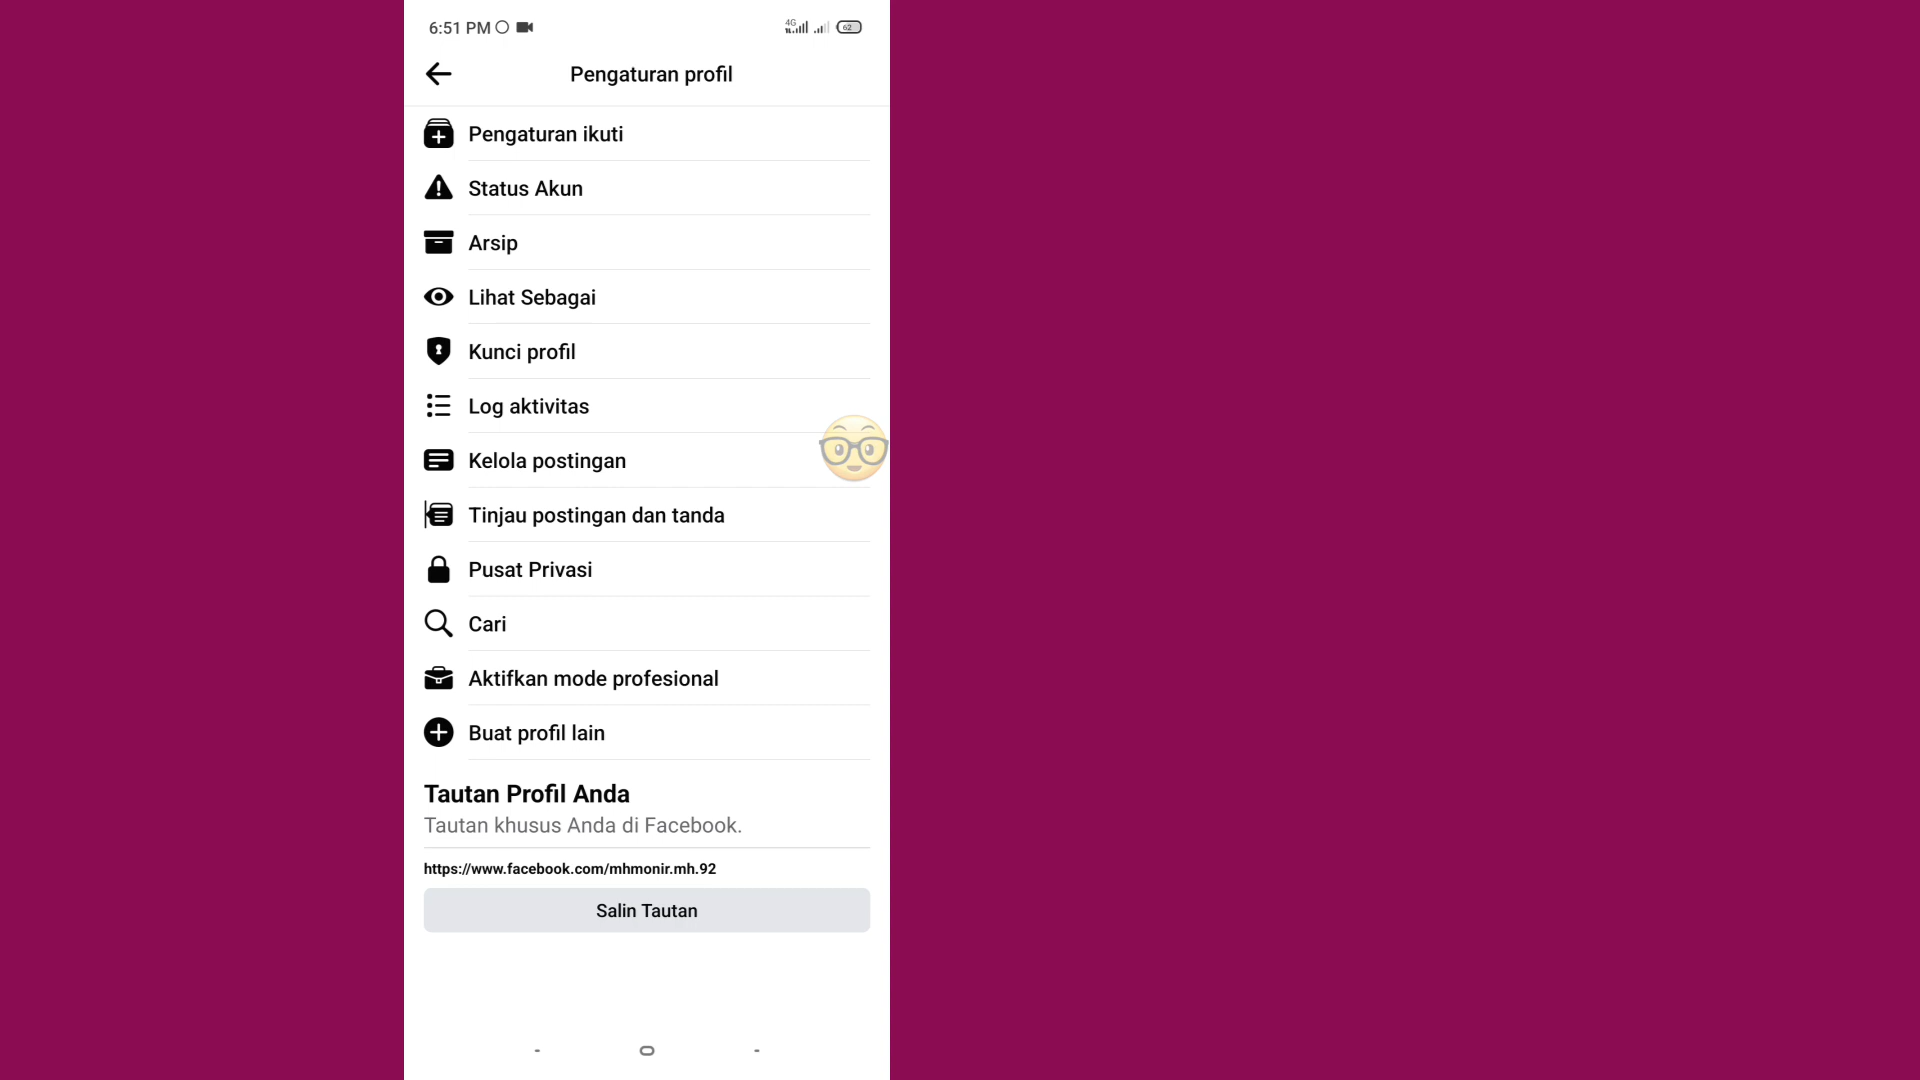 6:51 PM
4G
62
Pengaturan profil
Pengaturan ikuti
Status Akun
Arsip
Lihat Sebagai
Kunci profil
Log aktivitas
Kelola postingan
Tinjau postingan dan tanda
Pusat Privasi
Cari
Aktifkan mode profesional
Buat profil lain
Tautan Profil Anda
Tautan khusus Anda di Facebook.
https://www.facebook.com/mhmonir.mh.92
Salin Tautan